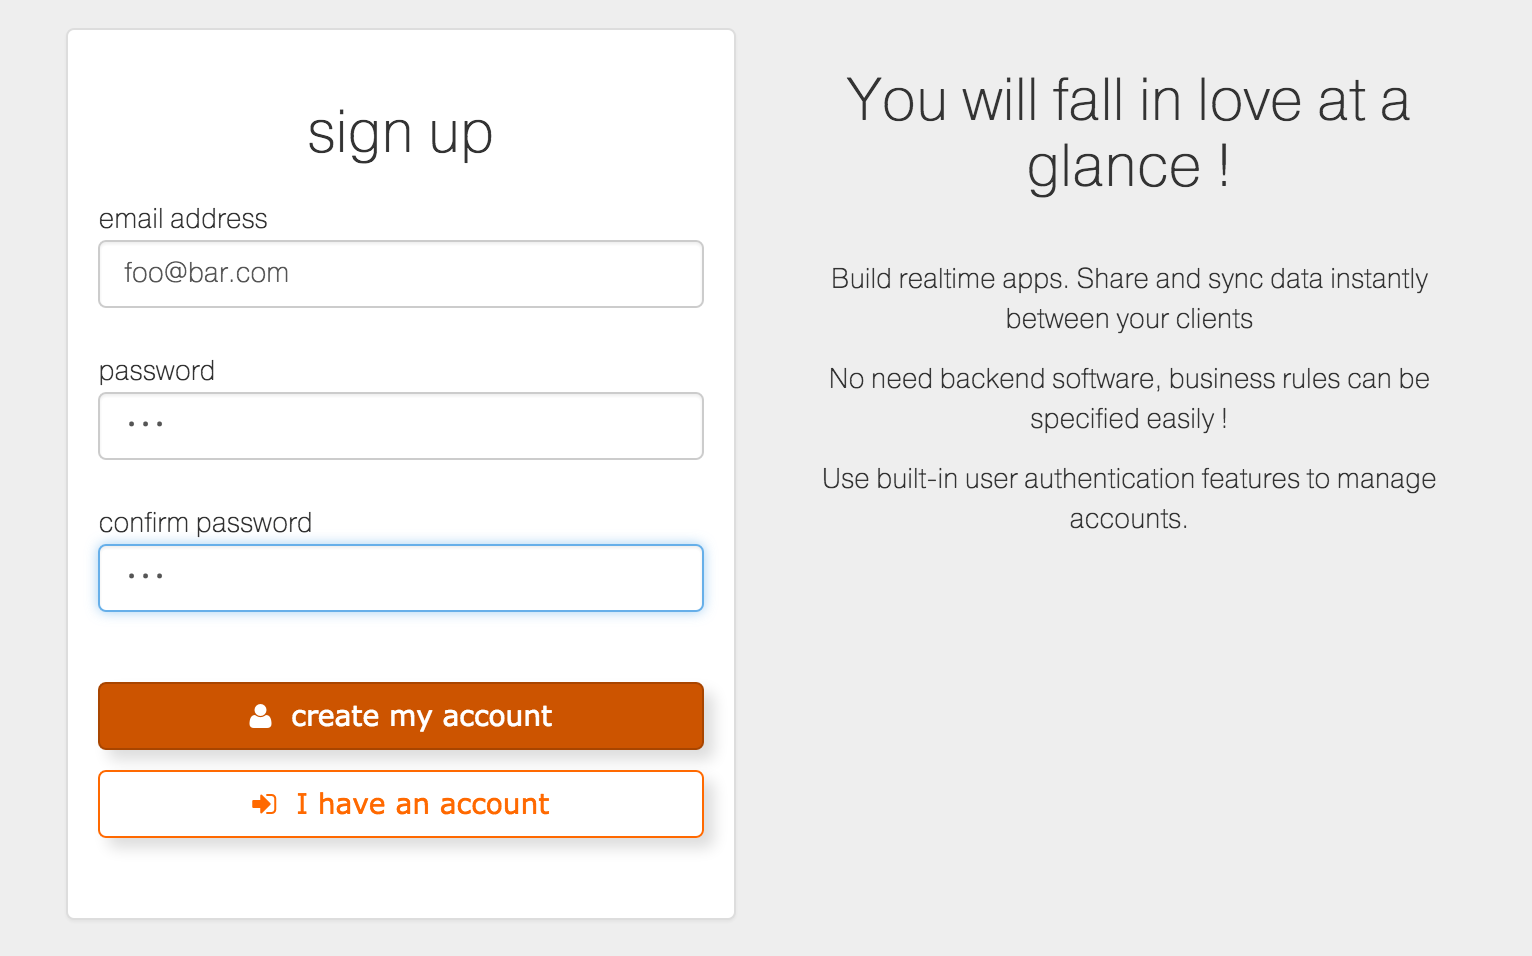 sign up
email address
foo@bar.com
password
•••
confirm password
•••
create my account
I have an account
You will fall in love at a
glance !
Build realtime apps. Share and sync data instantly
between your clients
No need backend software, business rules can be
specified easily !
Use built-in user authentication features to manage
accounts.